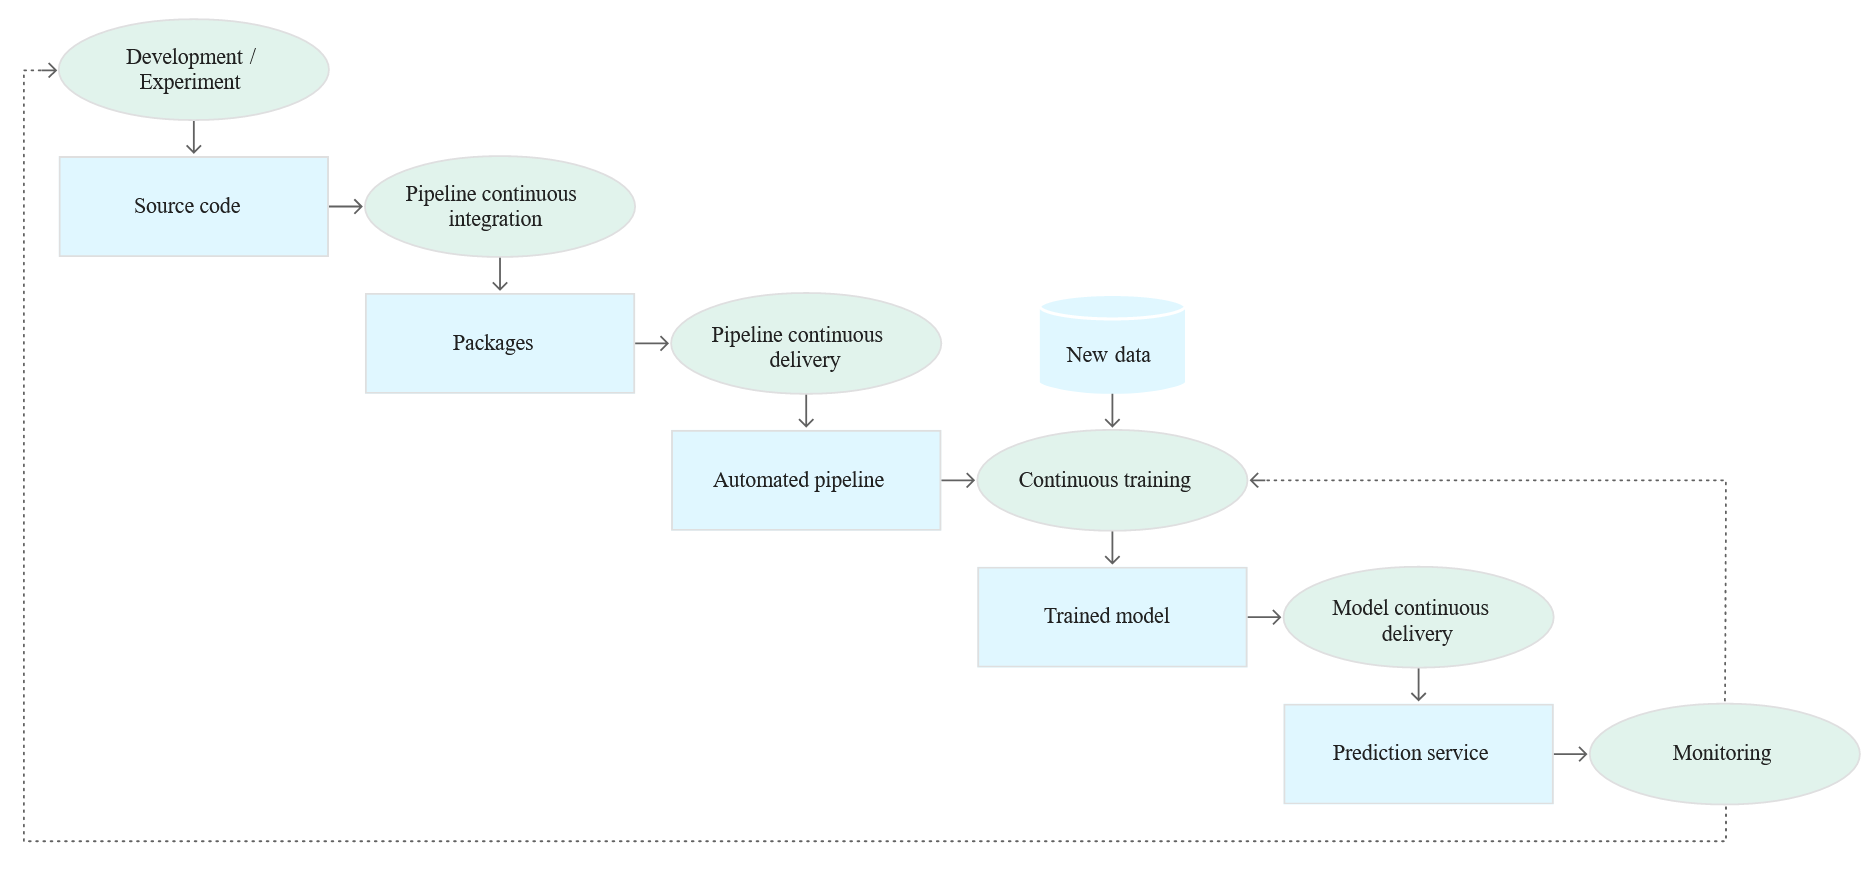 Development /
Experiment
Source code
Pipeline continuous
integration
Packages
Pipeline continuous
delivery
New data
Automated pipeline
Continuous training
Trained model
Model continuous
delivery
Prediction service
Monitoring